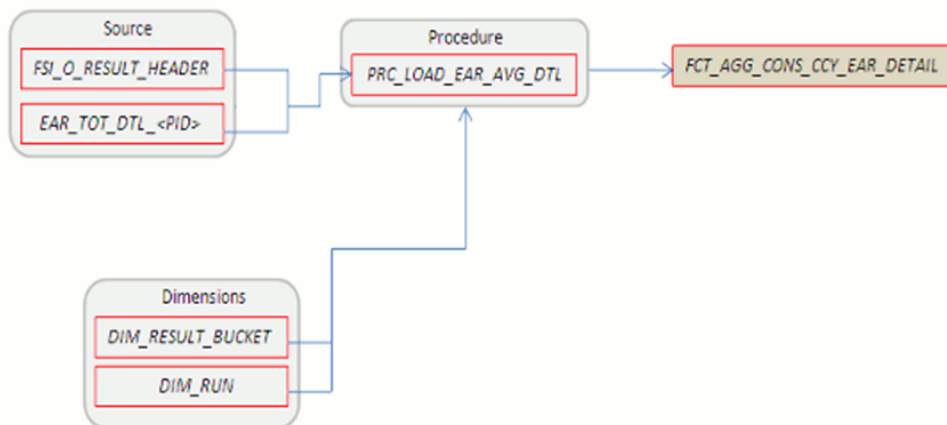 Source
FSI_O_RESULT_HEADER
EAR_TOT_DTL_<PID>
Procedure
PRC_LOAD_EAR_AVG_DTL
FCT_AGG_CONS_CCY_EAR_DETAIL
Dimensions
DIM_RESULT_BUCKET
DIM_RUN